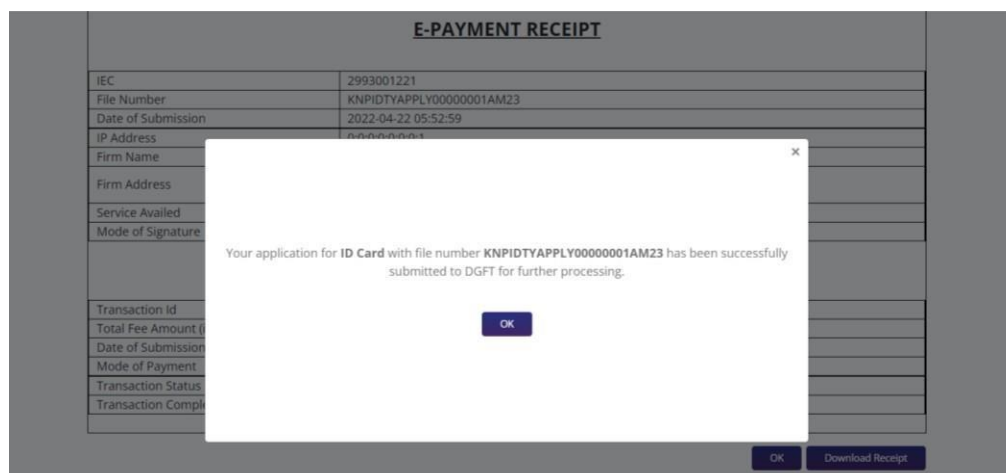 E-PAYMENT RECEIPT
IEC 2993001221
File Number KNPIDTYAPPLY00000001AM23
Date of Submission 2022-04-22 05:52:59
IP Address 0:0:0:0:0:0:0:1
Firm Name
×
Firm Address
Service Availed
Mode of Signature
Your application for ID Card with file number KNPIDTYAPPLY00000001AM23 has been successfully
submitted to DGFT for further processing.
Transaction Id
Total Fee Amount
OK
Date of Submission
Mode of Payment
Transaction Status
Transaction
OK Download Receipt